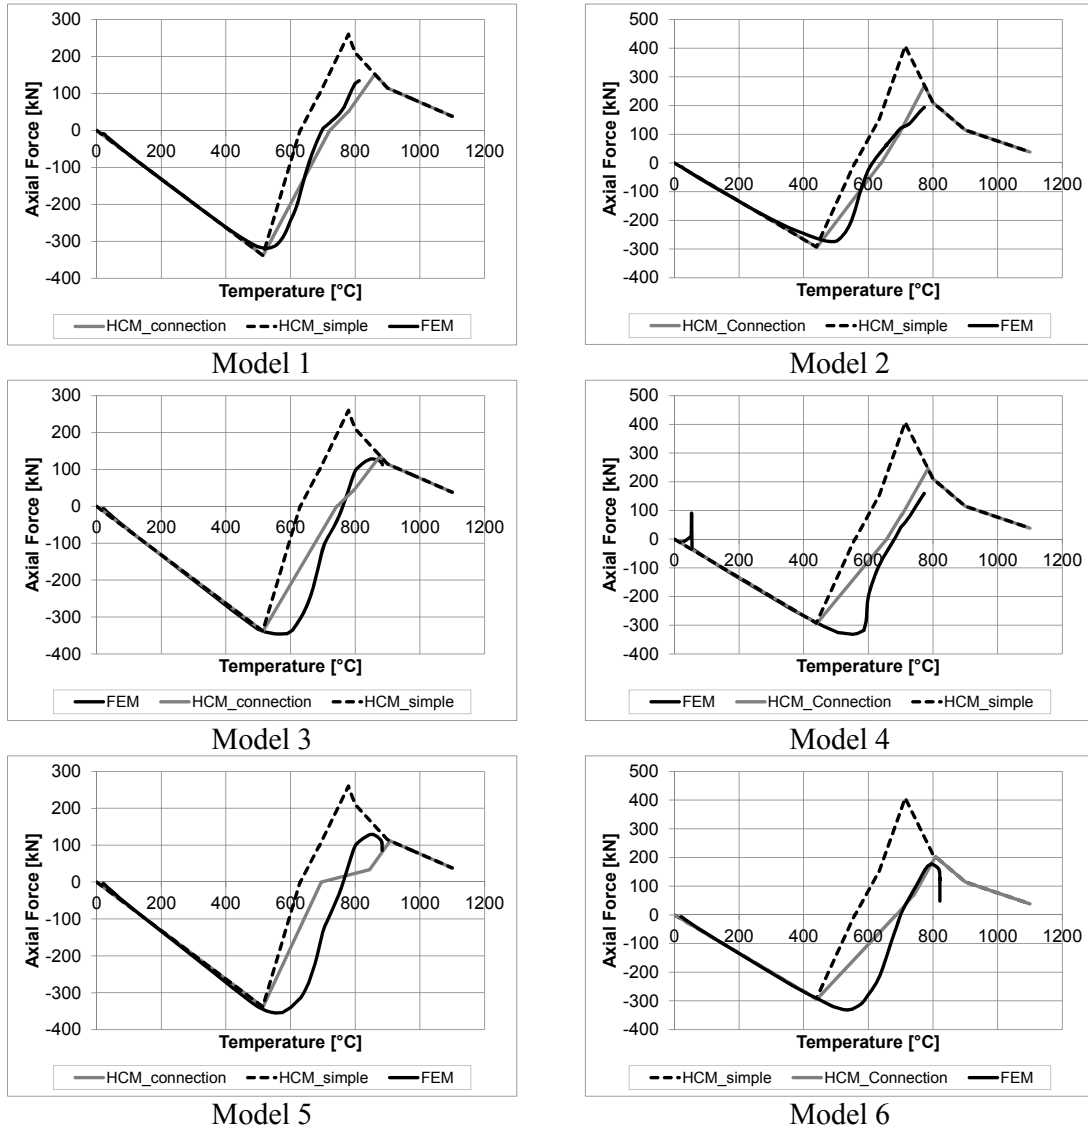 300
200
100
0
-100
-200
-300
-400
0 200 400 600 800 1000 1200
Axial Force [kN]
Temperature [°C]
HCM_connection HCM_simple FEM
Model 1
500
400
300
200
100
0
-100
-200
-300
-400
0 200 400 600 800 1000 1200
Axial Force [kN]
Temperature [°C]
HCM_Connection HCM_simple FEM
Model 2
300
200
100
0
-100
-200
-300
-400
0 200 400 600 800 1000 1200
Axial Force [kN]
Temperature [°C]
FEM HCM_connection HCM_simple
Model 3
500
400
300
200
100
0
-100
-200
-300
-400
0 200 400 600 800 1000 1200
Axial Force [kN]
Temperature [°C]
FEM HCM_Connection HCM_simple
Model 4
300
200
100
0
-100
-200
-300
-400
0 200 400 600 800 1000 1200
Axial Force [kN]
Temperature [°C]
HCM_connection HCM_simple FEM
Model 5
500
400
300
200
100
0
-100
-200
-300
-400
0 200 400 600 800 1000 1200
Axial Force [kN]
Temperature [°C]
HCM_simple HCM_Connection FEM
Model 6